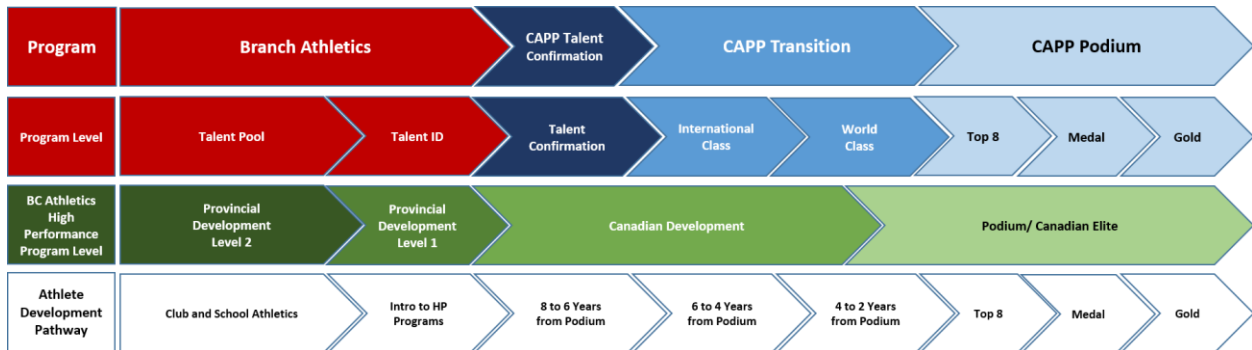 Program
Branch Athletics
CAPP Talent
Confirmation
CAPP Transition
CAPP Podium
Program Level
Talent Pool
Talent ID
Talent
Confirmation
International
Class
World
Class
Top 8
Medal
Gold
BC Athletics
High
Performance
Program Level
Provincial
Development
Level 2
Provincial
Development
Level 1
Canadian Development
Podium/ Canadian Elite
Athlete
Development
Pathway
Club and School Athletics
Intro to HP
Programs
8 to 6 Years
from Podium
6 to 4 Years
from Podium
4 to 2 Years
from Podium
Top 8
Medal
Gold